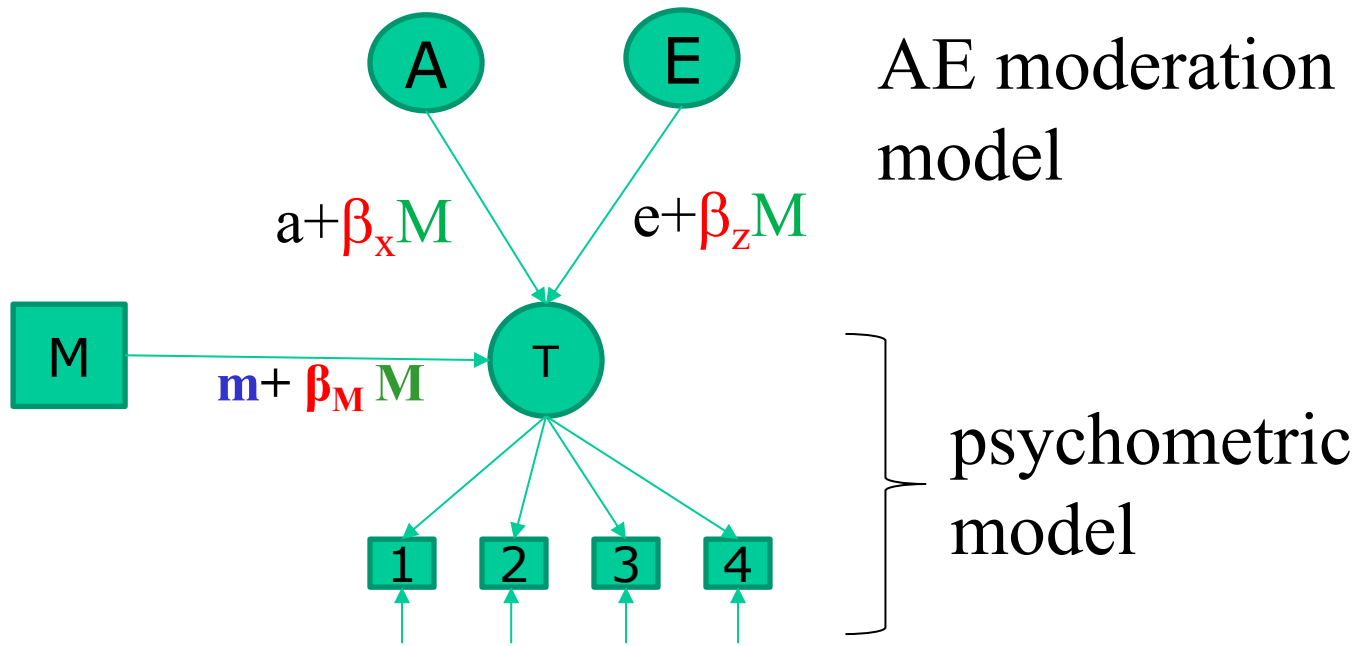 A
E
AE moderation
model
a+βxM
e+βzM
M
T
m+ βM M
psychometric
model
1
2
3
4